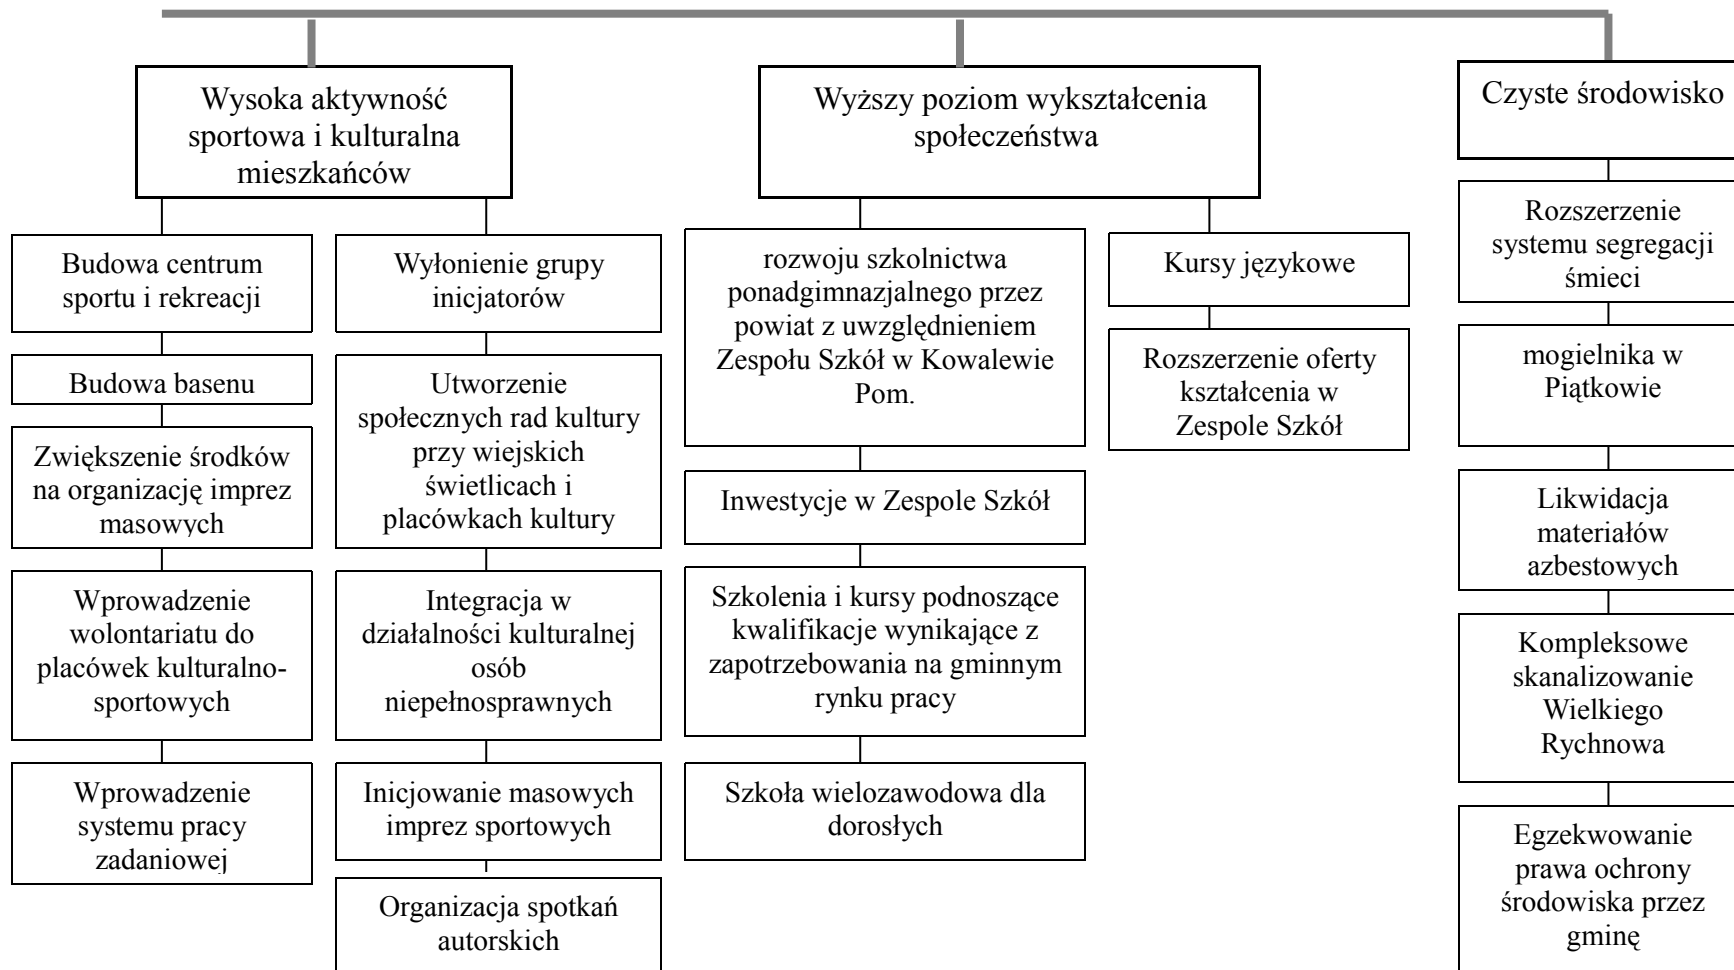 Wysoka aktywność
sportowa i kulturalna
mieszkańców
Budowa centrum
sportu i rekreacji
Budowa basenu
Zwiększenie środków
na organizację imprez
masowych
Wprowadzenie
wolontariatu do
placówek kulturalno-
sportowych
Wprowadzenie
systemu pracy
zadaniowej
Wyłonienie grupy
inicjatorów
Utworzenie
społecznych rad kultury
przy wiejskich
świetlicach i
placówkach kultury
Integracja w
działalności kulturalnej
osób
niepełnosprawnych
Inicjowanie masowych
imprez sportowych
Organizacja spotkań
autorskich
Wyższy poziom wykształcenia
społeczeństwa
rozwoju szkolnictwa
ponadgimnazjalnego przez
powiat z uwzględnieniem
Zespołu Szkół w Kowalewie
Pom.
Inwestycje w Zespole Szkół
Szkolenia i kursy podnoszące
kwalifikacje wynikające z
zapotrzebowania na gminnym
rynku pracy
Szkoła wielozawodowa dla
dorosłych
Kursy językowe
Rozszerzenie oferty
kształcenia w
Zespole Szkół
Czyste środowisko
Rozszerzenie
systemu segregacji
śmieci
mogielnika w
Piątkowie
Likwidacja
materiałów
azbestowych
Kompleksowe
skanalizowanie
Wielkiego
Rychnowa
Egzekwowanie
prawa ochrony
środowiska przez
gminę